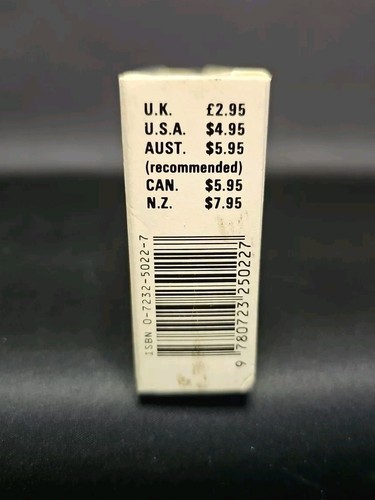 U.K. £2.95
U.S.A. $4.95
AUST. $5.95
(recommended)
CAN. $5.95
N.Z. $7.95
ISBN 0-7232-5022-7
9 780723 250227